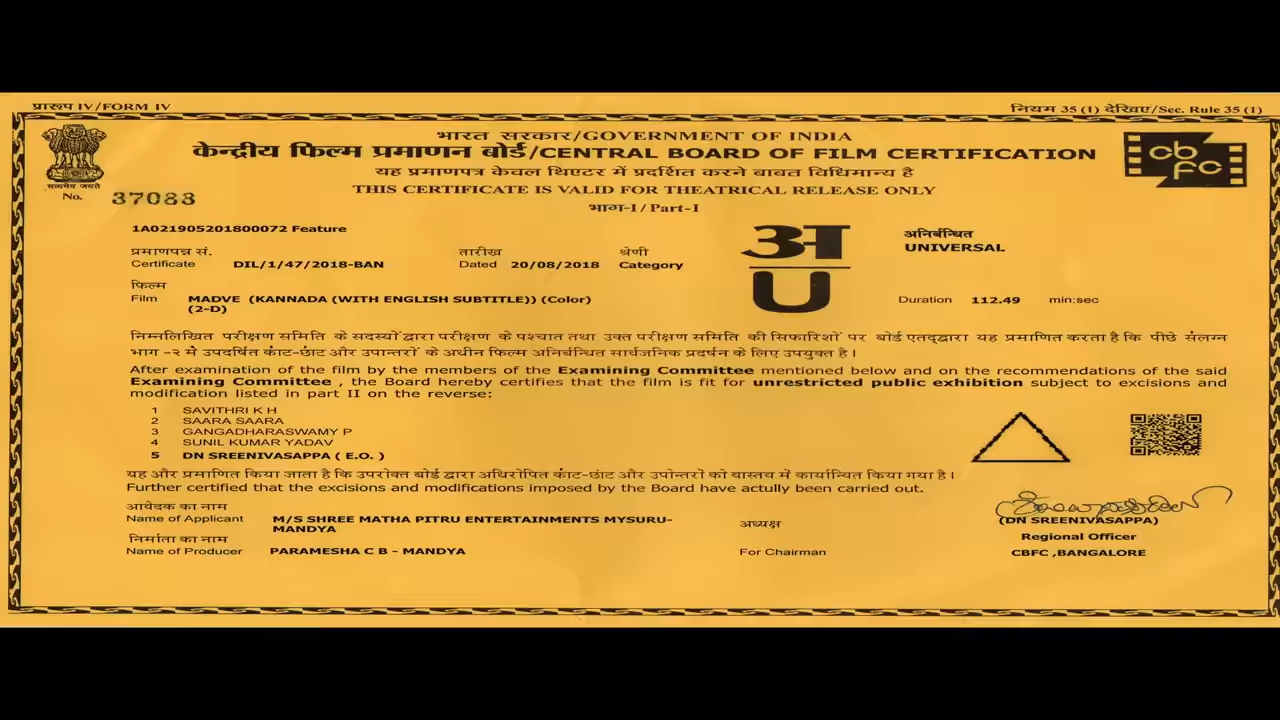 प्रारूप IV/FORM IV
नियम 35 (1) देखिए/Sec. Rule 35 (1)
भारत सरकार/GOVERNMENT OF INDIA
केन्द्रीय फिल्म प्रमाणन बोर्ड/CENTRAL BOARD OF FILM CERTIFICATION
यह प्रमाणपत्र केवल थिएटर में प्रदर्शित करने बाबत विधिमान्य है
THIS CERTIFICATE IS VALID FOR THEATRICAL RELEASE ONLY
भाग-I / Part-I
सत्यमेव जयते
No. 37083
cb
fc
1A021905201800072 Feature
प्रमाणपत्र सं.
Certificate DIL/1/47/2018-BAN
तारीख
Dated 20/08/2018
श्रेणी
Category
अ
U
अनिर्बन्धित
UNIVERSAL
फिल्म
Film MADVE (KANNADA (WITH ENGLISH SUBTITLE)) (Color)
(2-D)
Duration 112.49 min:sec
निम्नलिखित परीक्षण समिति के सदस्यों द्वारा परीक्षण के पश्चात तथा उक्त परीक्षण समिति की सिफारिशों पर बोर्ड एतद्द्वारा यह प्रमाणित करता है कि पीछे संलग्न
भाग -२ में उपदर्षित कांट-छांट और उपान्तरों के अधीन फिल्म अनिर्बन्धित सार्वजनिक प्रदर्षन के लिए उपयुक्त है।
After examination of the film by the members of the Examining Committee mentioned below and on the recommendations of the said
Examining Committee , the Board hereby certifies that the film is fit for unrestricted public exhibition subject to excisions and
modification listed in part II on the reverse:
1 SAVITHRI K H
2 SAARA SAARA
3 GANGADHARASWAMY P
4 SUNIL KUMAR YADAV
5 DN SREENIVASAPPA ( E.O. )
यह और प्रमाणित किया जाता है कि उपरोक्त बोर्ड द्वारा अधिरोपित कांट-छांट और उपोन्तरों को वास्तव में कार्यान्वित किया गया है।
Further certified that the excisions and modifications imposed by the Board have actully been carried out.
आवेदक का नाम
Name of Applicant M/S SHREE MATHA PITRU ENTERTAINMENTS MYSURU-
MANDYA
निर्माता का नाम
Name of Producer PARAMESHA C B - MANDYA
अध्यक्ष
For Chairman
(DN SREENIVASAPPA)
Regional Officer
CBFC ,BANGALORE